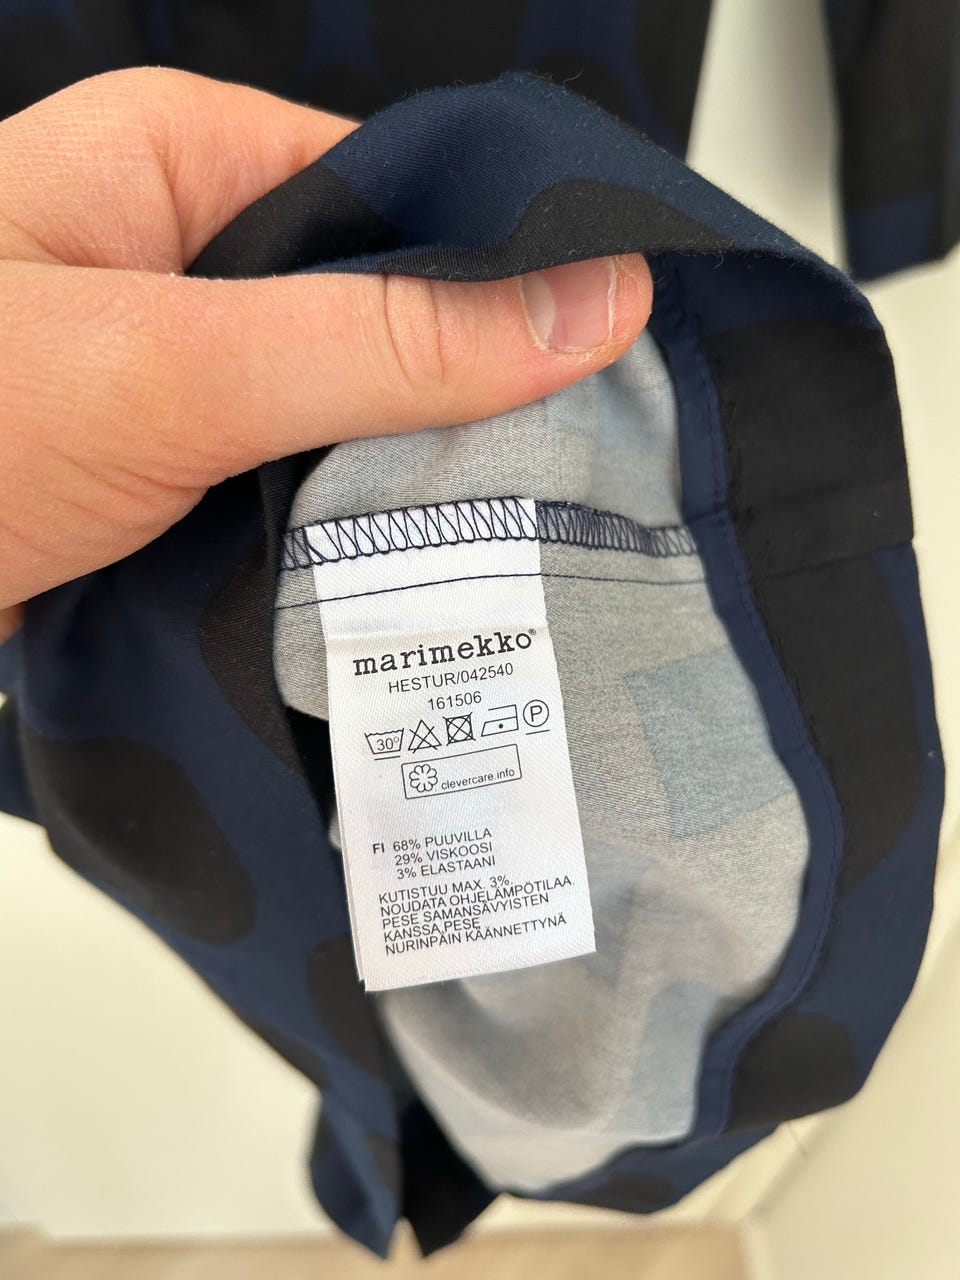 marimekko®
HESTUR/042540
161506
30° P
clevercare.info
FI 68% PUUVILLA
29% VISKOOSI
3% ELASTAANI
KUTISTUU MAX. 3%.
NOUDATA OHJELÄMPÖTILAA.
PESE SAMANSÄVYISTEN
KANSSA,PESE
NURINPÄIN KÄÄNNETTYNÄ